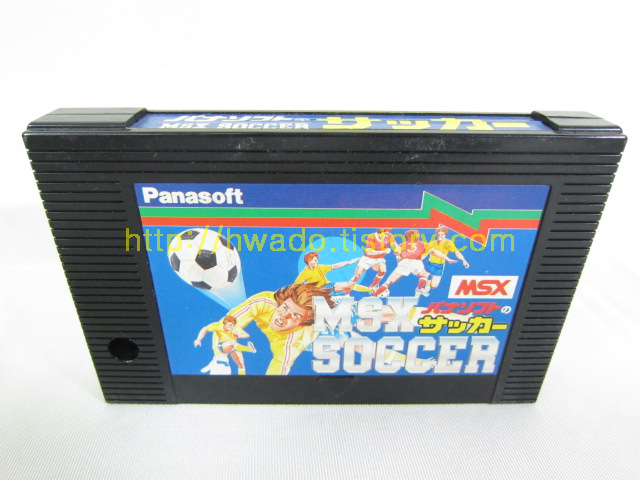 パナソフトの
MSX SOCCER サッカー
Panasoft
http://hwado.tistory.com
MSX
パナソフトの
サッカー
MSX
SOCCER